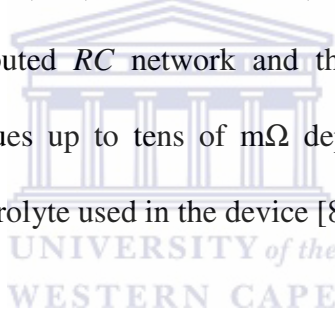 outed RC network and th
ues up to tens of mΩ de
rolyte used in the device [8
UNIVERSITY of the
WESTERN CAPE